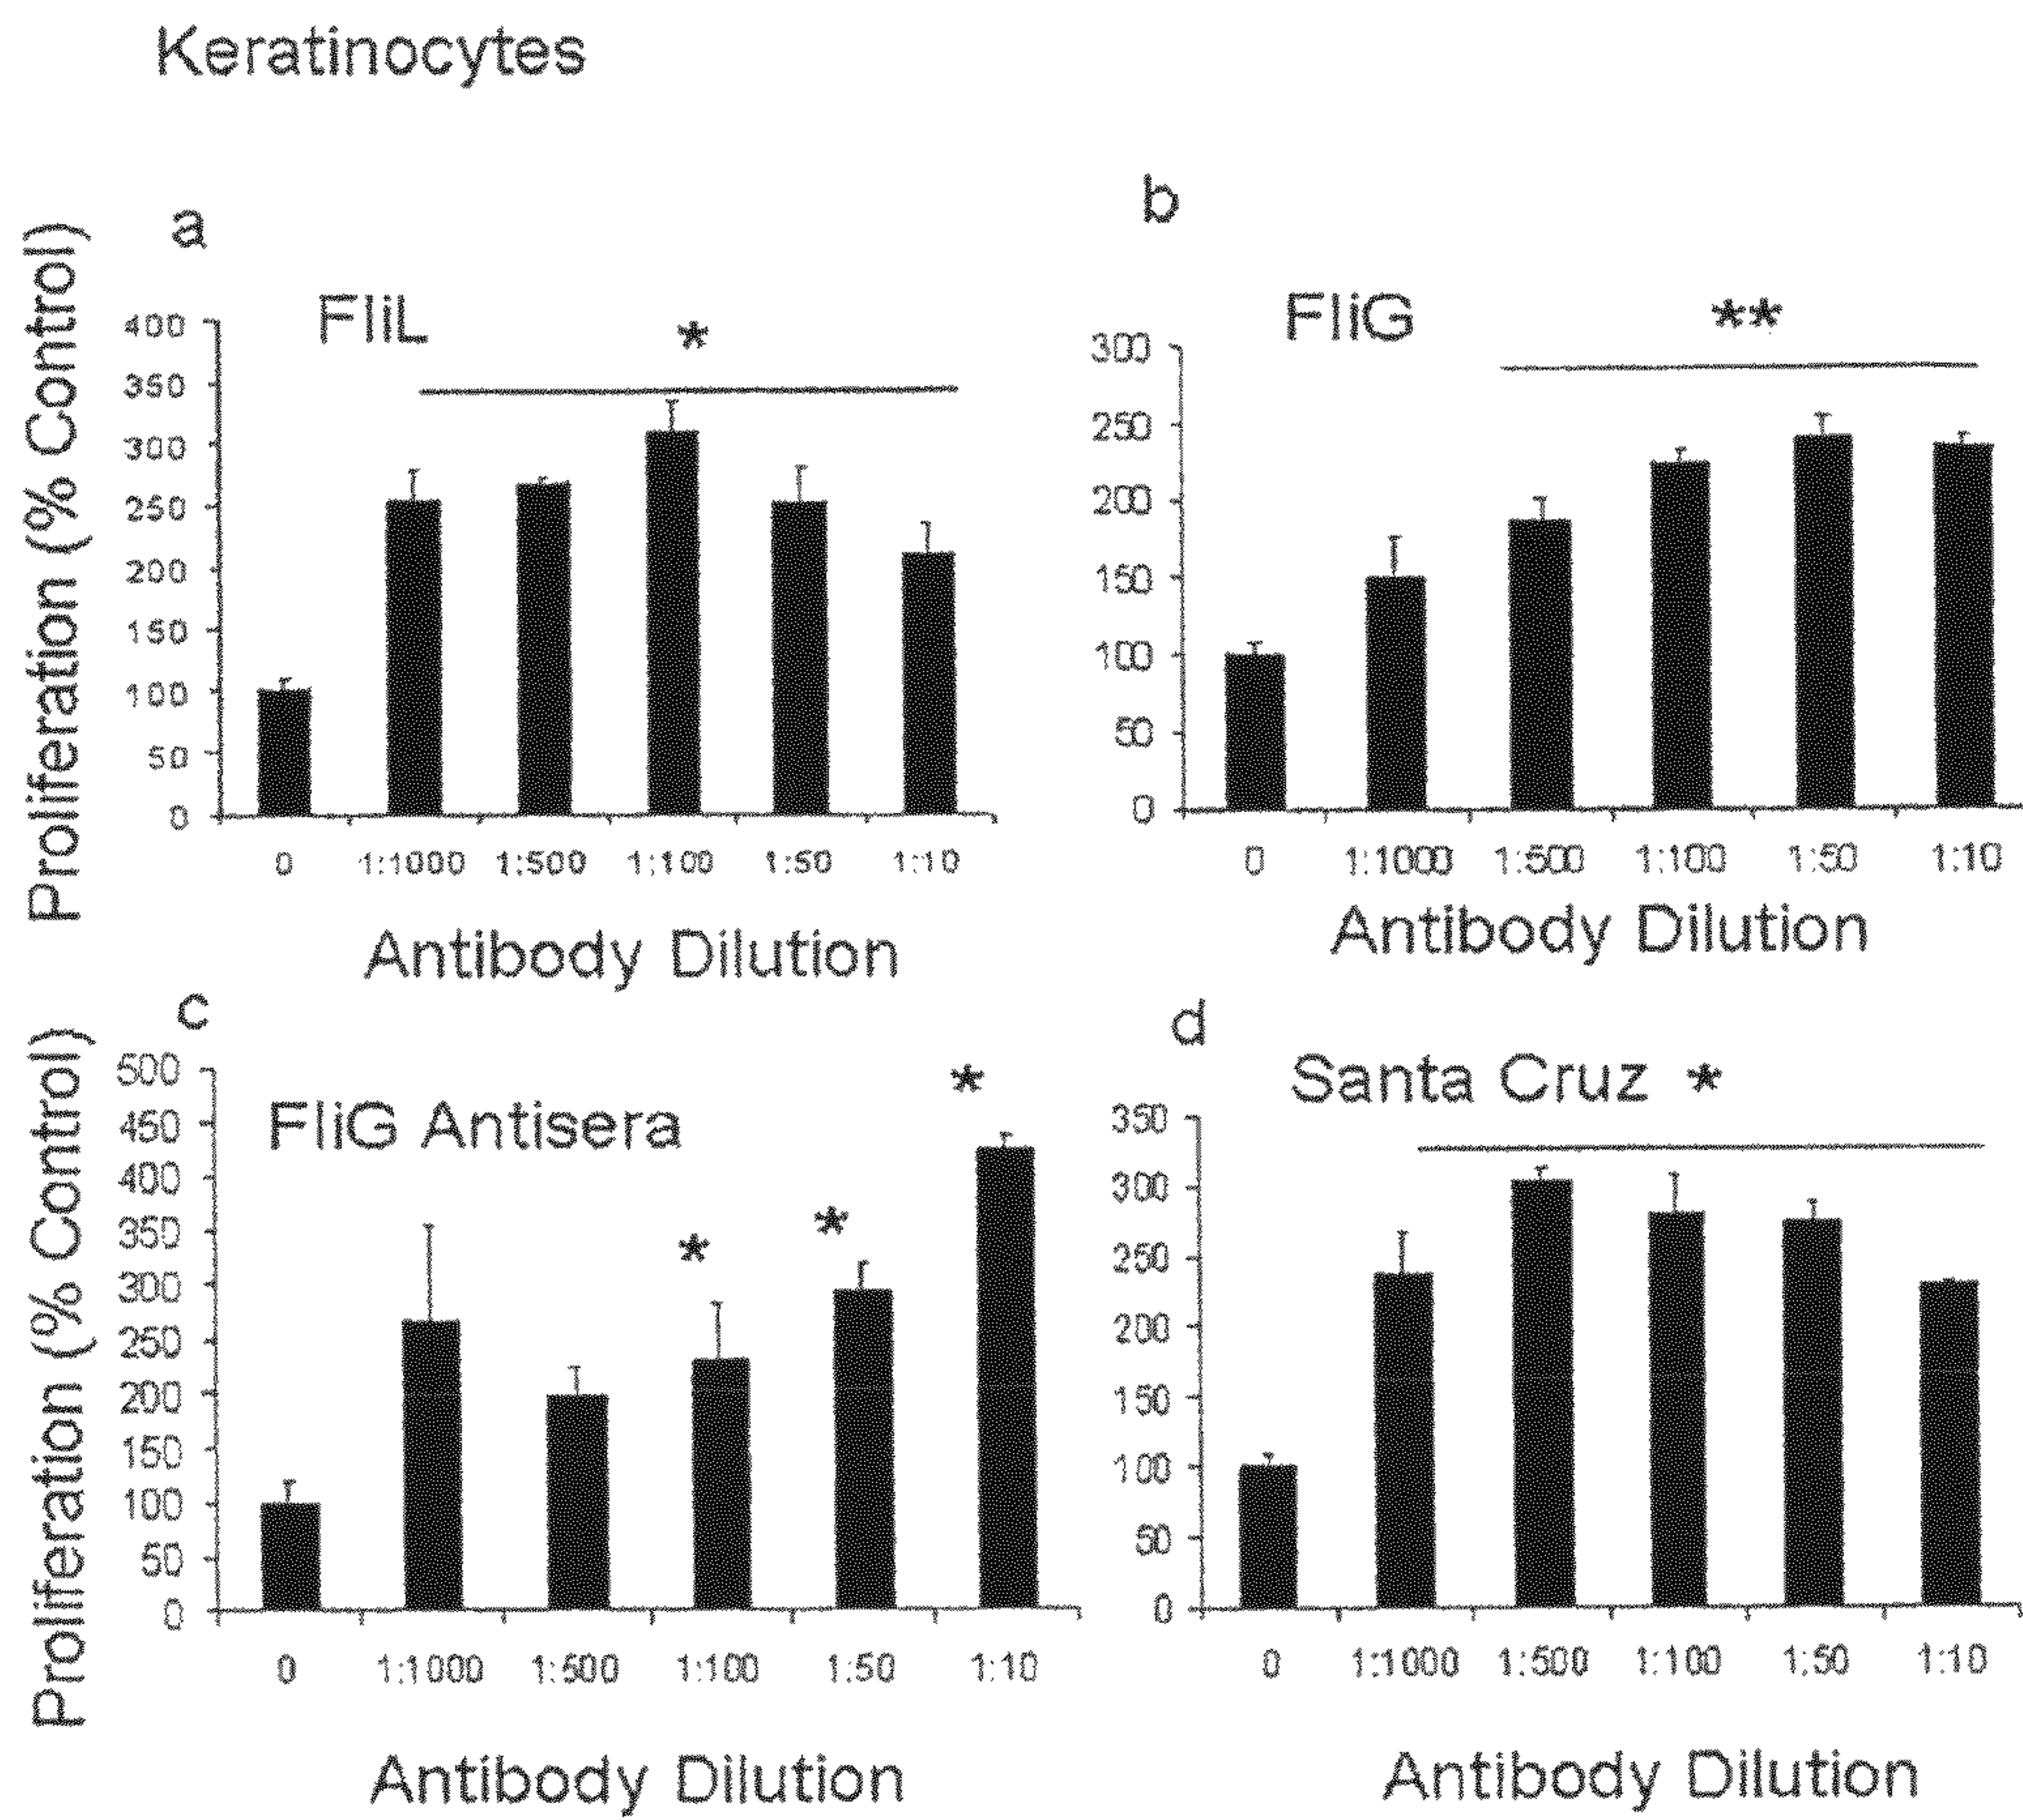 Keratinocytes
a
FliL
*
Proliferation (% Control)
400
350
300
250
200
150
100
50
0
0 1:1000 1:500 1:100 1:50 1:10
Antibody Dilution
b
FliG
**
300
250
200
150
100
50
0
0 1:1000 1:500 1:100 1:50 1:10
Antibody Dilution
c
FliG Antisera
* * *
Proliferation (% Control)
500
450
400
350
300
250
200
150
100
50
0
0 1:1000 1:500 1:100 1:50 1:10
Antibody Dilution
d
Santa Cruz *
350
300
250
200
150
100
50
0
0 1:1000 1:500 1:100 1:50 1:10
Antibody Dilution